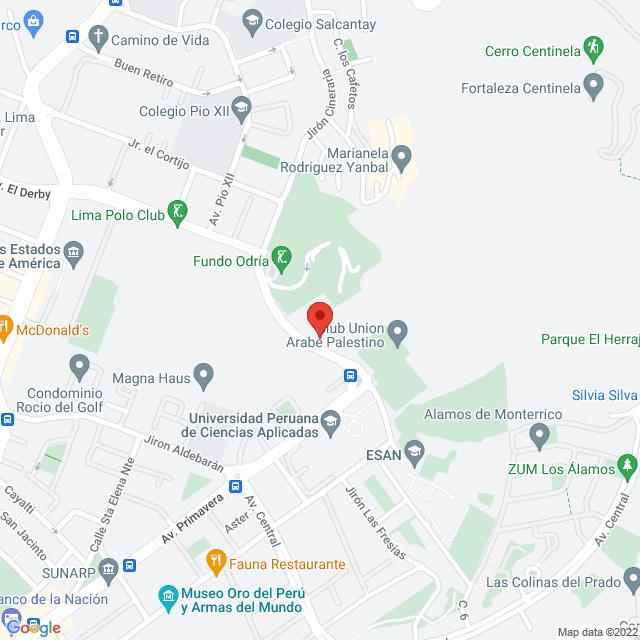 rco
Colegio Salcantay
Camino de Vida
C. los Cafetos
Cerro Centinela
Buen Retiro
Jirón Cineraria
Fortaleza Centinela
Colegio Pio XII
Lima
r
Marianela
Rodriguez Yanbal
Jr. el Cortijo
Av. Pio XII
. El Derby
Lima Polo Club
s Estados
e América
Fundo Odría
McDonald's
ub Union
Arabe Palestino
Parque El Herraj
Magna Haus
Condominio
Rocio del Golf
Silvia Silva
Universidad Peruana
de Ciencias Aplicadas
Alamos de Monterrico
Jiron Aldebarán
ESAN
ZUM Los Álamos
Calle Sta Elena Nte
Cayalti
San Jacinto
Av. Primavera
Aster
Av. Central
Jirón Las Fresias
Av. Central
SUNARP
Fauna Restaurante
Museo Oro del Perú
y Armas del Mundo
Las Colinas del Prado
anco de la Nación
C. 6
Google
Map data ©2022